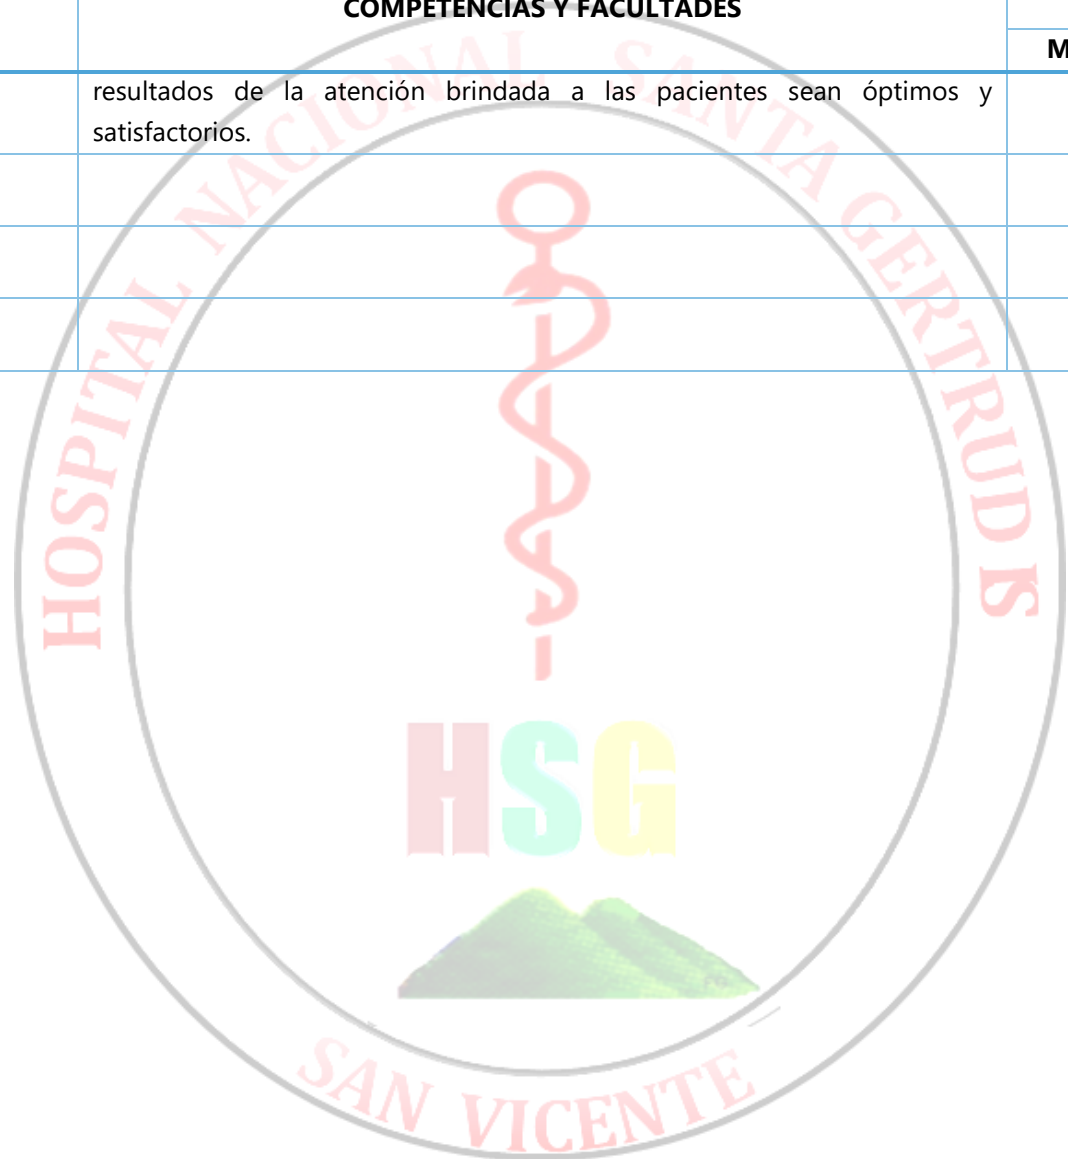 COMPETENCIAS Y FACULTADES
M
resultados de la atención brindada a las pacientes sean óptimos y
satisfactorios.
HOSPITAL NACIONAL SANTA GERTRUDIS
HSG
SAN VICENTE